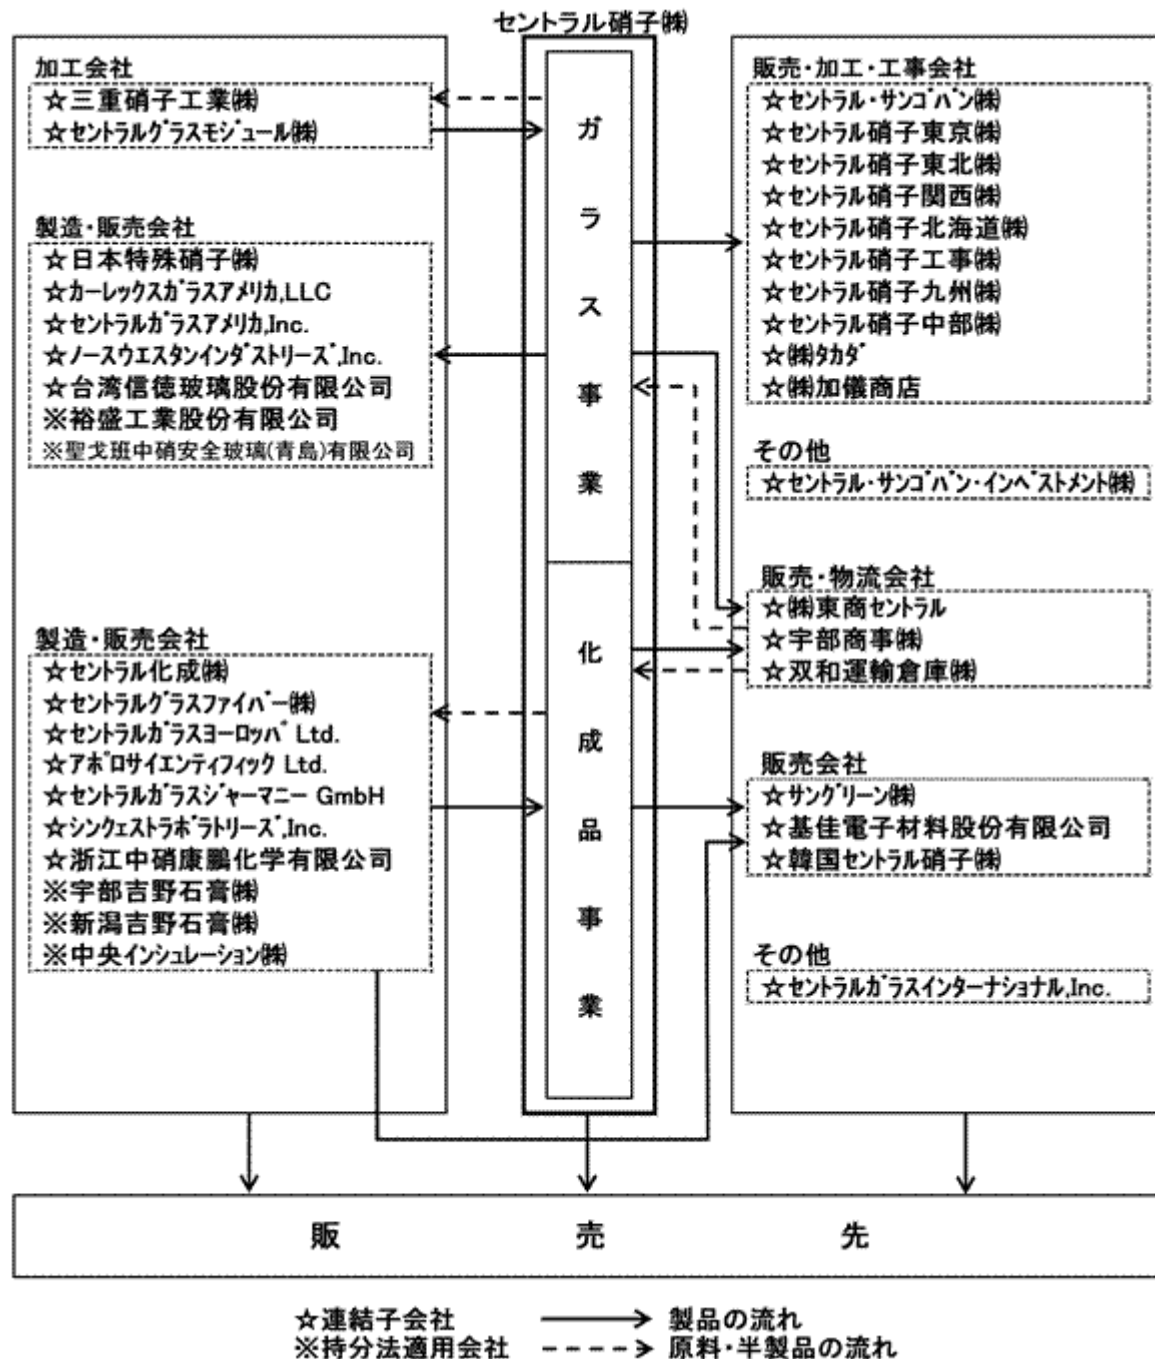 セントラル硝子㈱
加工会社
☆三重硝子工業㈱
☆セントラルグラスモジュール㈱
製造・販売会社
☆日本特殊硝子㈱
☆カーレックスガラスアメリカ,LLC
☆セントラルガラスアメリカ,Inc.
☆ノースウエスタンインダストリーズ,Inc.
☆台湾信徳玻璃股份有限公司
※裕盛工業股份有限公司
※聖戈班中硝安全玻璃(青島)有限公司
製造・販売会社
☆セントラル化成㈱
☆セントラルグラスファイバー㈱
☆セントラルガラスヨーロッパ Ltd.
☆アポロサイエンティフィック Ltd.
☆セントラルガラスジャーマニー GmbH
☆シンクェストラボラトリーズ,Inc.
☆浙江中硝康鵬化学有限公司
※宇部吉野石膏㈱
※新潟吉野石膏㈱
※中央インシュレーション㈱
ガラス事業
化成品事業
販売・加工・工事会社
☆セントラル・サンゴバン㈱
☆セントラル硝子東京㈱
☆セントラル硝子東北㈱
☆セントラル硝子関西㈱
☆セントラル硝子北海道㈱
☆セントラル硝子工事㈱
☆セントラル硝子九州㈱
☆セントラル硝子中部㈱
☆㈱タカダ
☆㈱加儀商店
その他
☆セントラル・サンゴバン・インベストメント㈱
販売・物流会社
☆㈱東商セントラル
☆宇部商事㈱
☆双和運輸倉庫㈱
販売会社
☆サングリーン㈱
☆基佳電子材料股份有限公司
☆韓国セントラル硝子㈱
その他
☆セントラルガラスインターナショナル,Inc.
販売先
☆連結子会社 製品の流れ
※持分法適用会社 原料・半製品の流れ